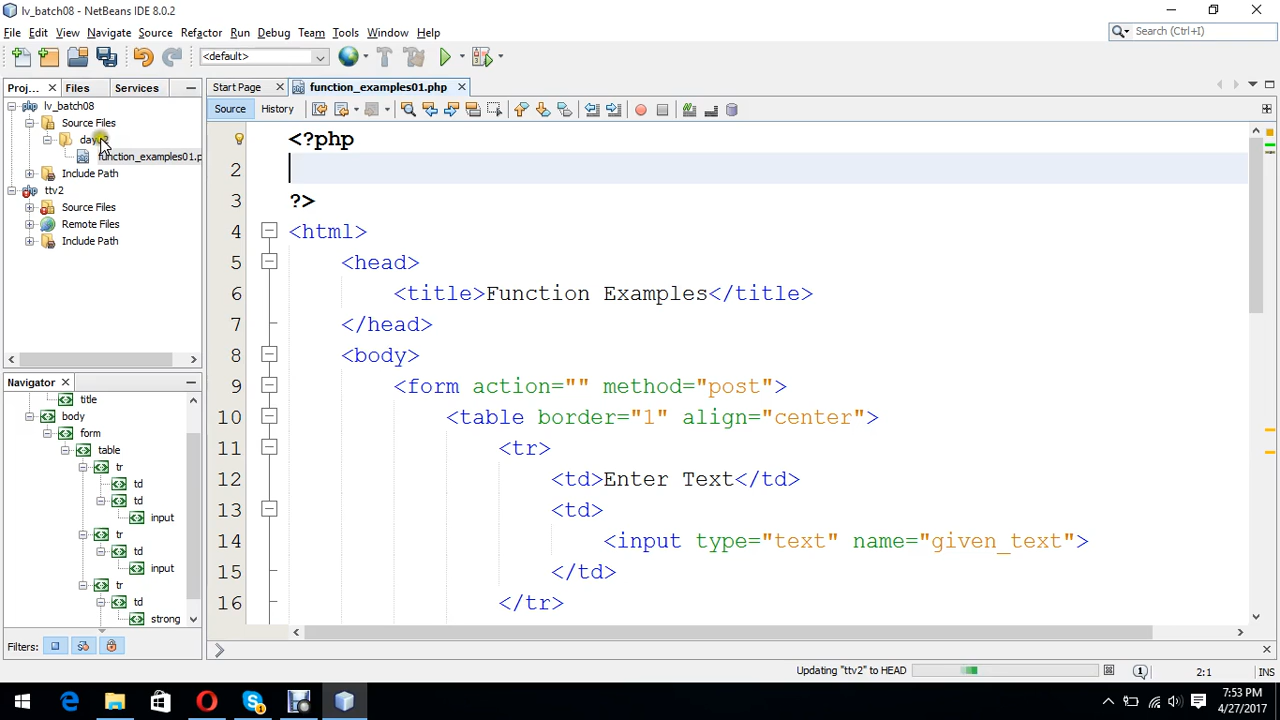 lv_batch08 - NetBeans IDE 8.0.2
File Edit View Navigate Source Refactor Run Debug Team Tools Window Help
Search (Ctrl+I)
<default>
Proj... Files Services
Start Page function_examples01.php
Source History
lv_batch08
Source Files
function_examples01.p
Include Path
ttv2
Source Files
Remote Files
Include Path
Navigator
title
body
form
table
tr
td
td
input
tr
td
input
tr
td
strong
Filters:
<?php
2
3 ?>
4 <html>
5 <head>
6 <title>Function Examples</title>
7 </head>
8 <body>
9 <form action="" method="post">
10 <table border="1" align="center">
11 <tr>
12 <td>Enter Text</td>
13 <td>
14 <input type="text" name="given_text">
15 </td>
16 </tr>
Updating "ttv2" to HEAD
1
2:1
INS
7:53 PM
4/27/2017